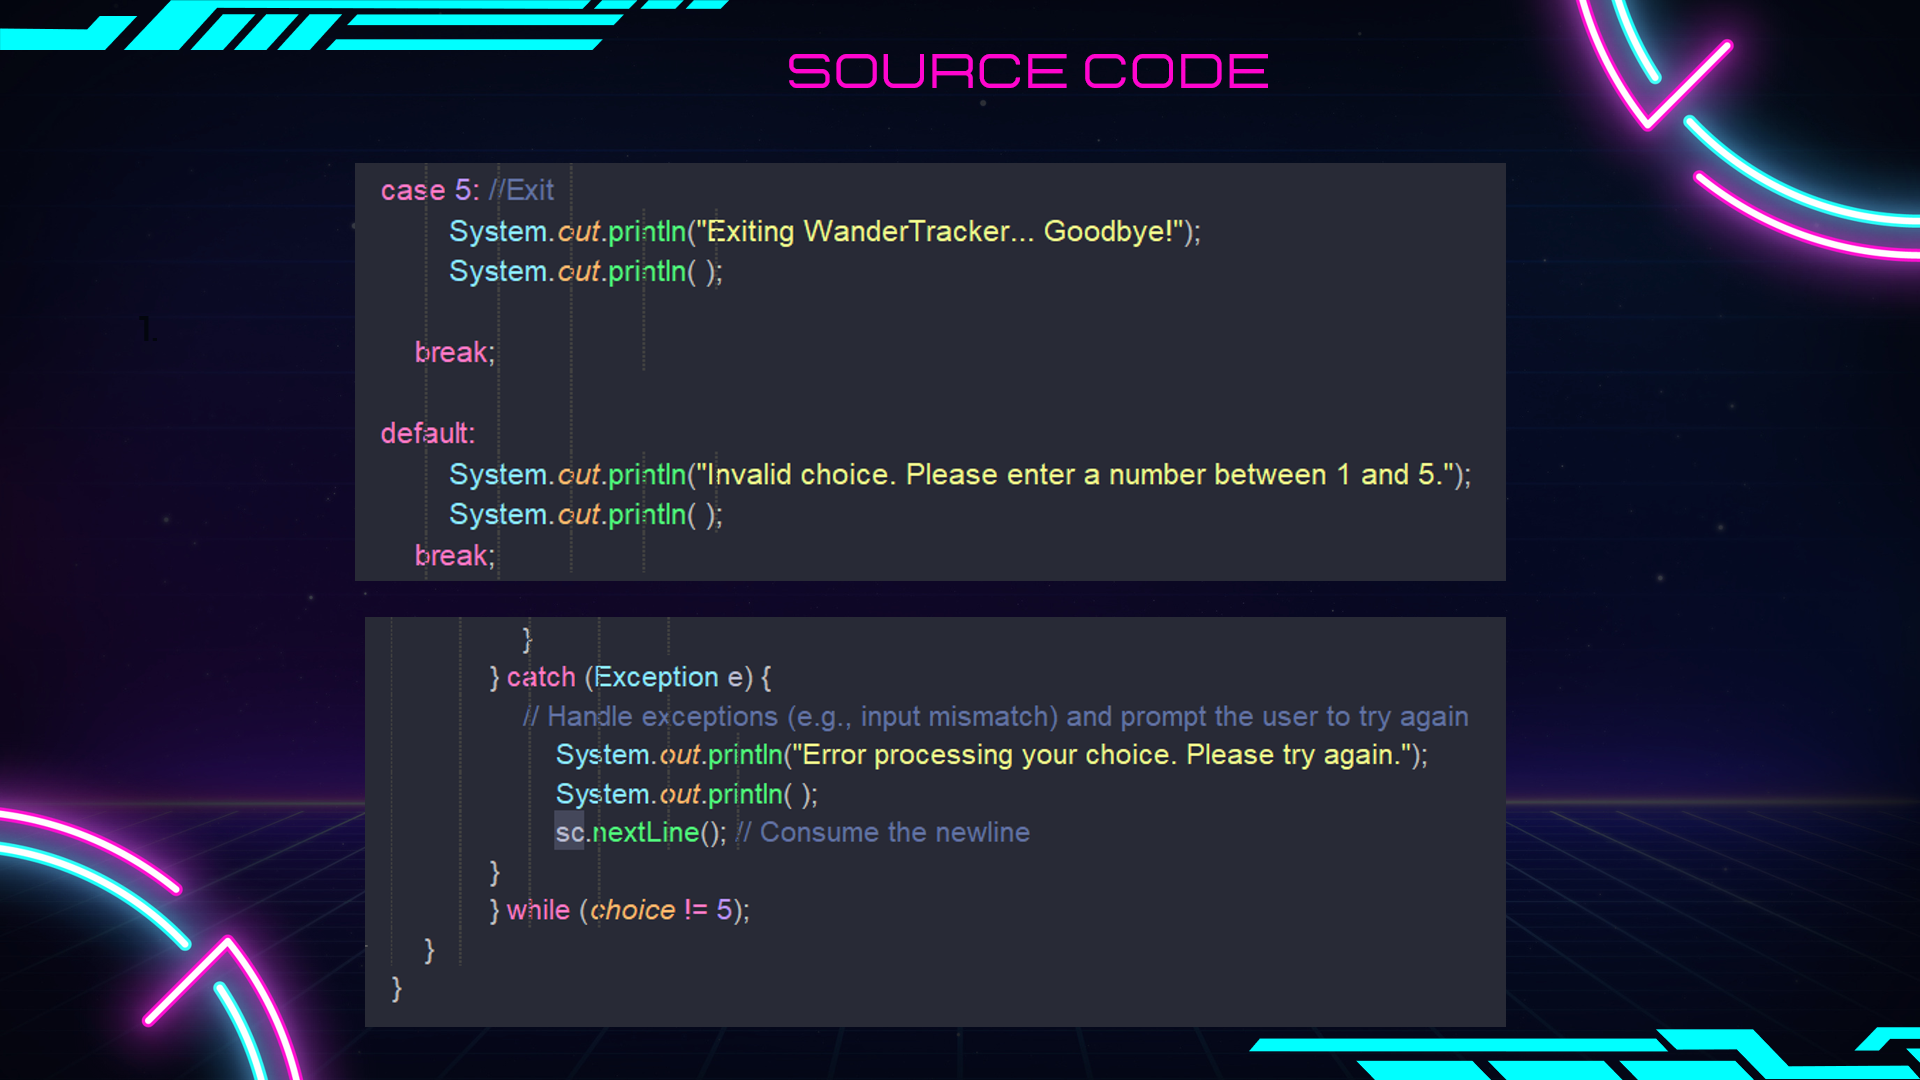 SOURCE CODE
case 5: //Exit
System.out.println("Exiting WanderTracker... Goodbye!");
System.out.println( );
1.
break;
default:
System.out.println("Invalid choice. Please enter a number between 1 and 5.");
System.out.println( );
break;
}
} catch (Exception e) {
// Handle exceptions (e.g., input mismatch) and prompt the user to try again
System.out.println("Error processing your choice. Please try again.");
System.out.println( );
sc.nextLine(); // Consume the newline
}
} while (choice != 5);
}
}